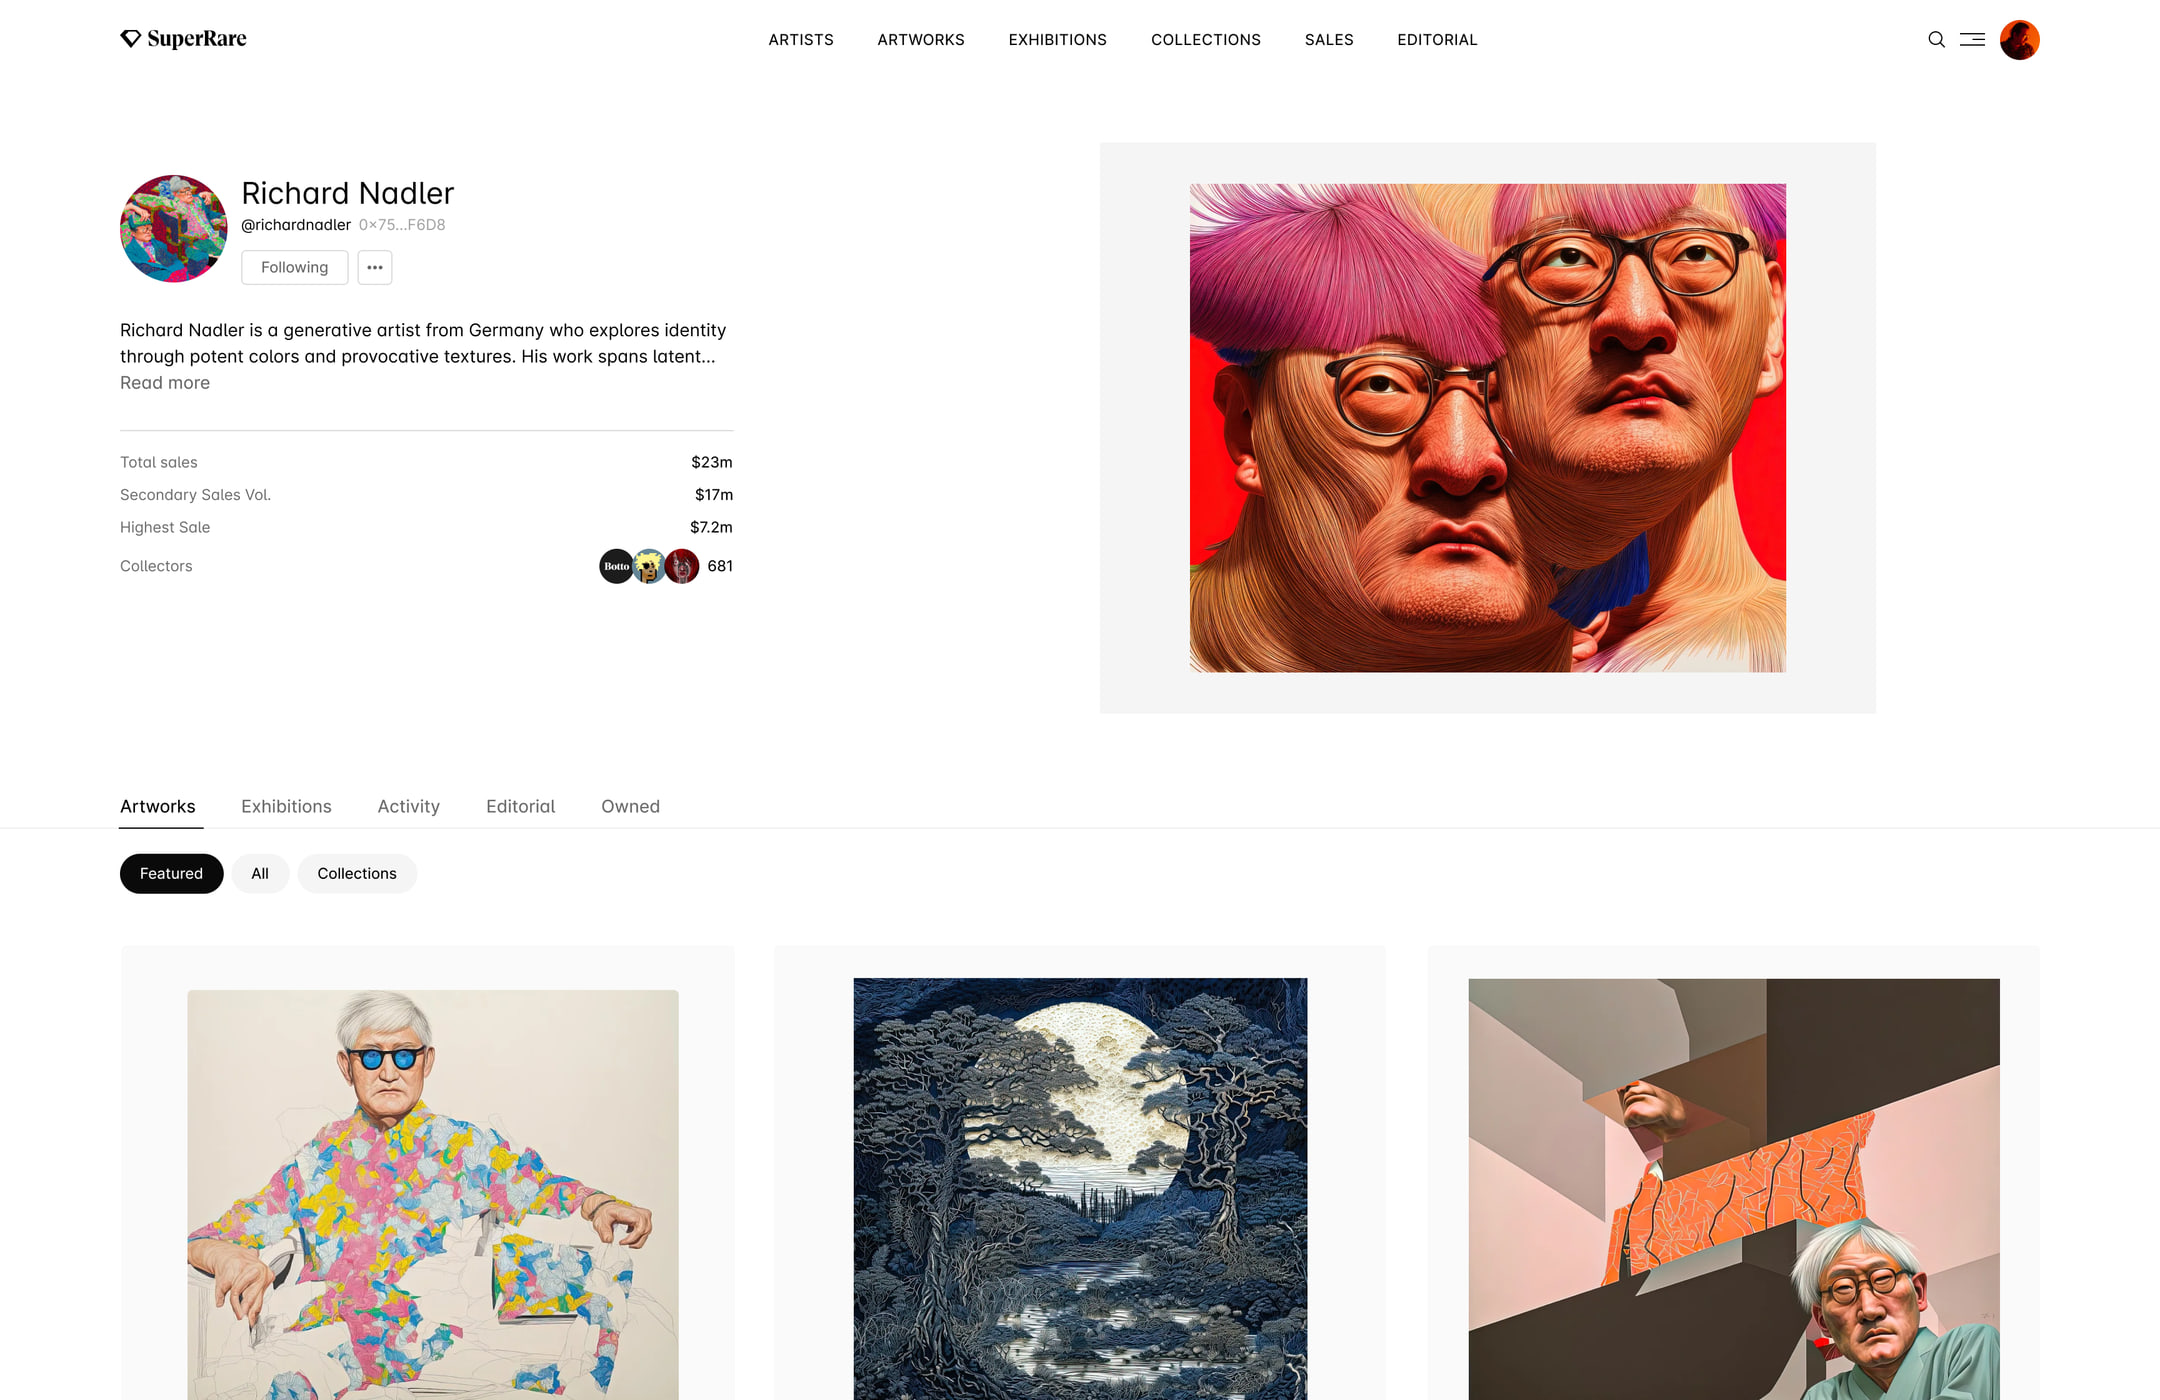 SuperRare
ARTISTS ARTWORKS EXHIBITIONS COLLECTIONS SALES EDITORIAL
Richard Nadler
@richardnadler 0x75...F6D8
Following
Richard Nadler is a generative artist from Germany who explores identity
through potent colors and provocative textures. His work spans latent...
Read more
Total sales $23m
Secondary Sales Vol. $17m
Highest Sale $7.2m
Collectors Botto 681
Artworks Exhibitions Activity Editorial Owned
Featured All Collections